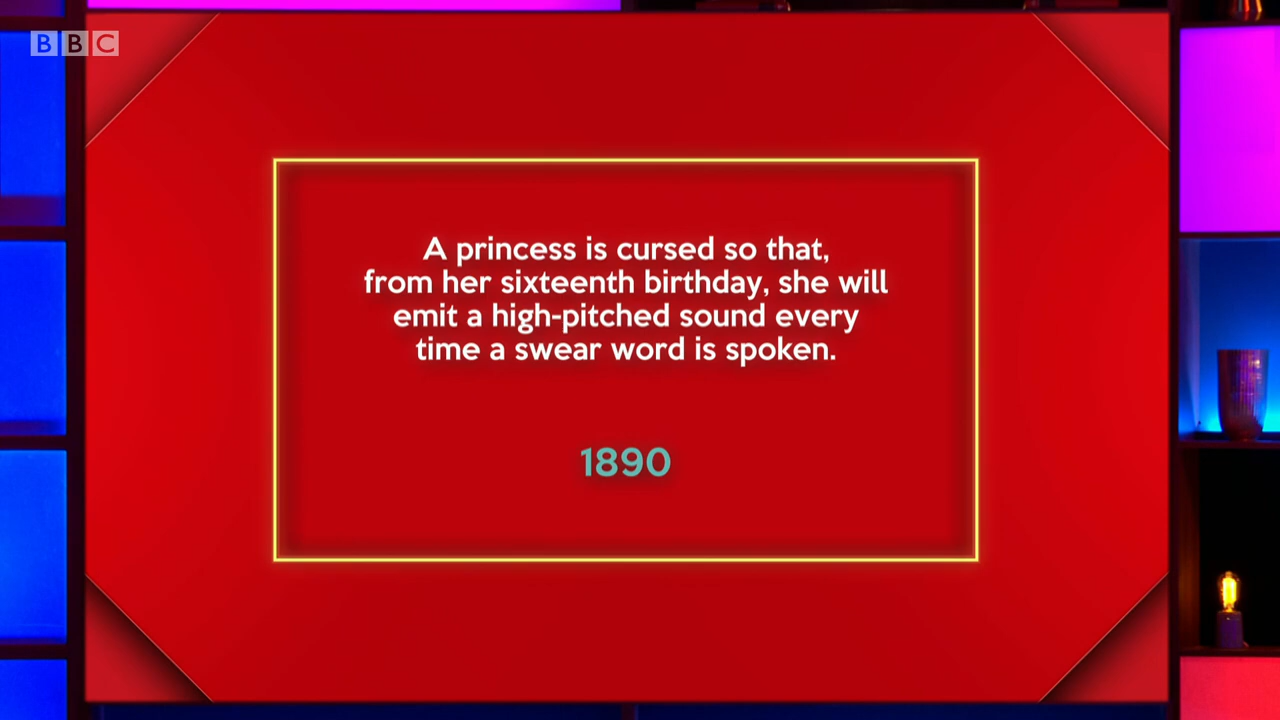 BBC
A princess is cursed so that,
from her sixteenth birthday, she will
emit a high-pitched sound every
time a swear word is spoken.
1890